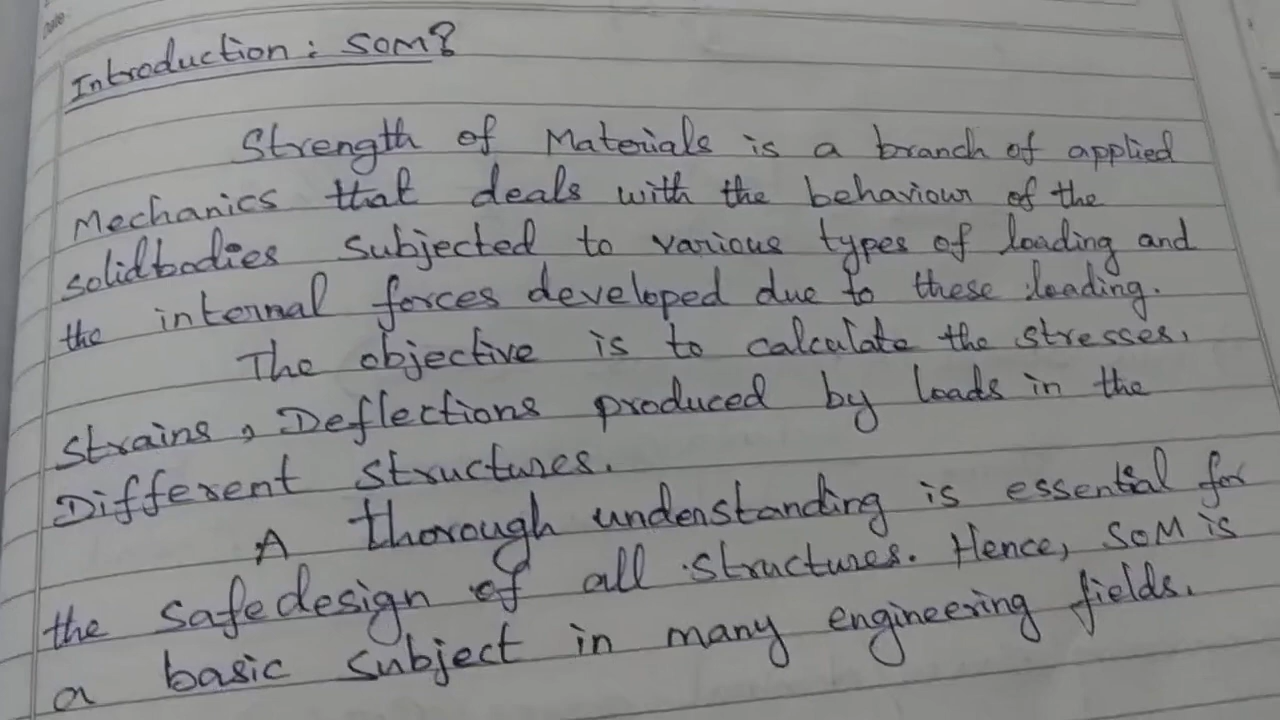 Date
Introduction : SOM?
Strength of Materials is a branch of applied
Mechanics that deals with the behaviour of the
solidbodies subjected to various types of loading and
the internal forces developed due to these loading.
The objective is to calculate the stresses,
strains, Deflections produced by loads in the
Different structures.
A thorough understanding is essential for
the safe design of all structures. Hence, SOM is
a basic subject in many engineering fields.